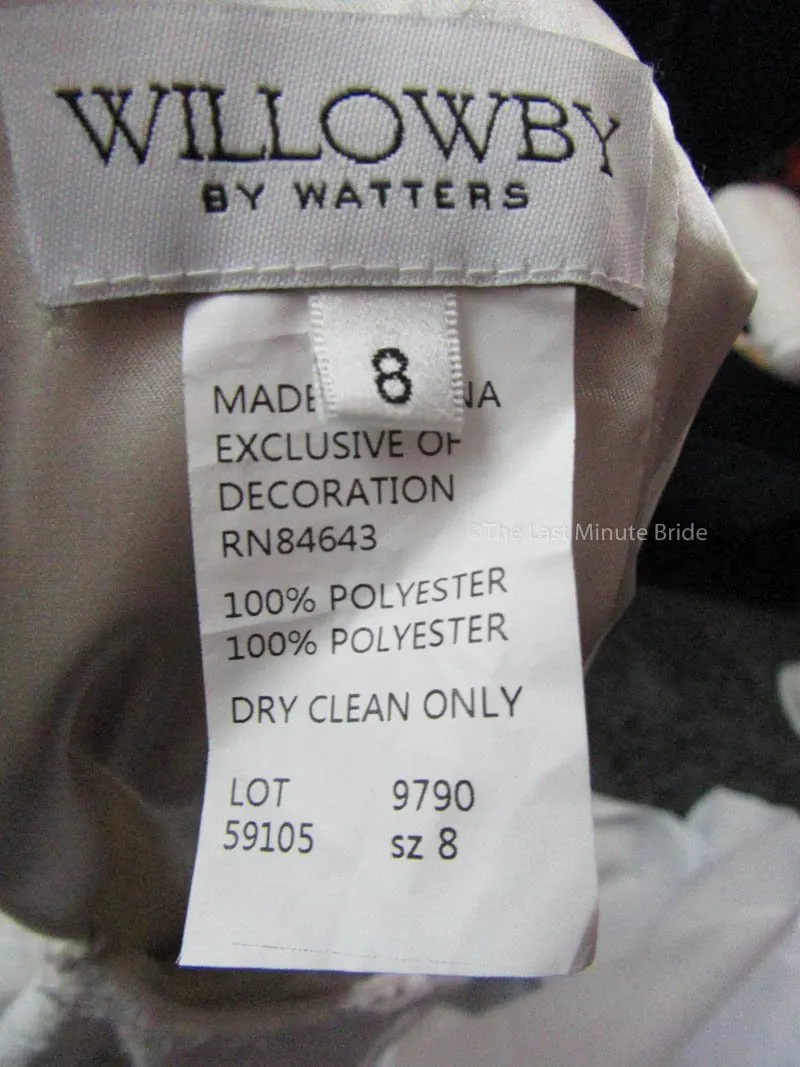 WILLOWBY
BY WATTERS
8
MADE NA
EXCLUSIVE OF
DECORATION
RN84643
©The Last Minute Bride
100% POLYESTER
100% POLYESTER
DRY CLEAN ONLY
LOT 9790
59105 sz 8